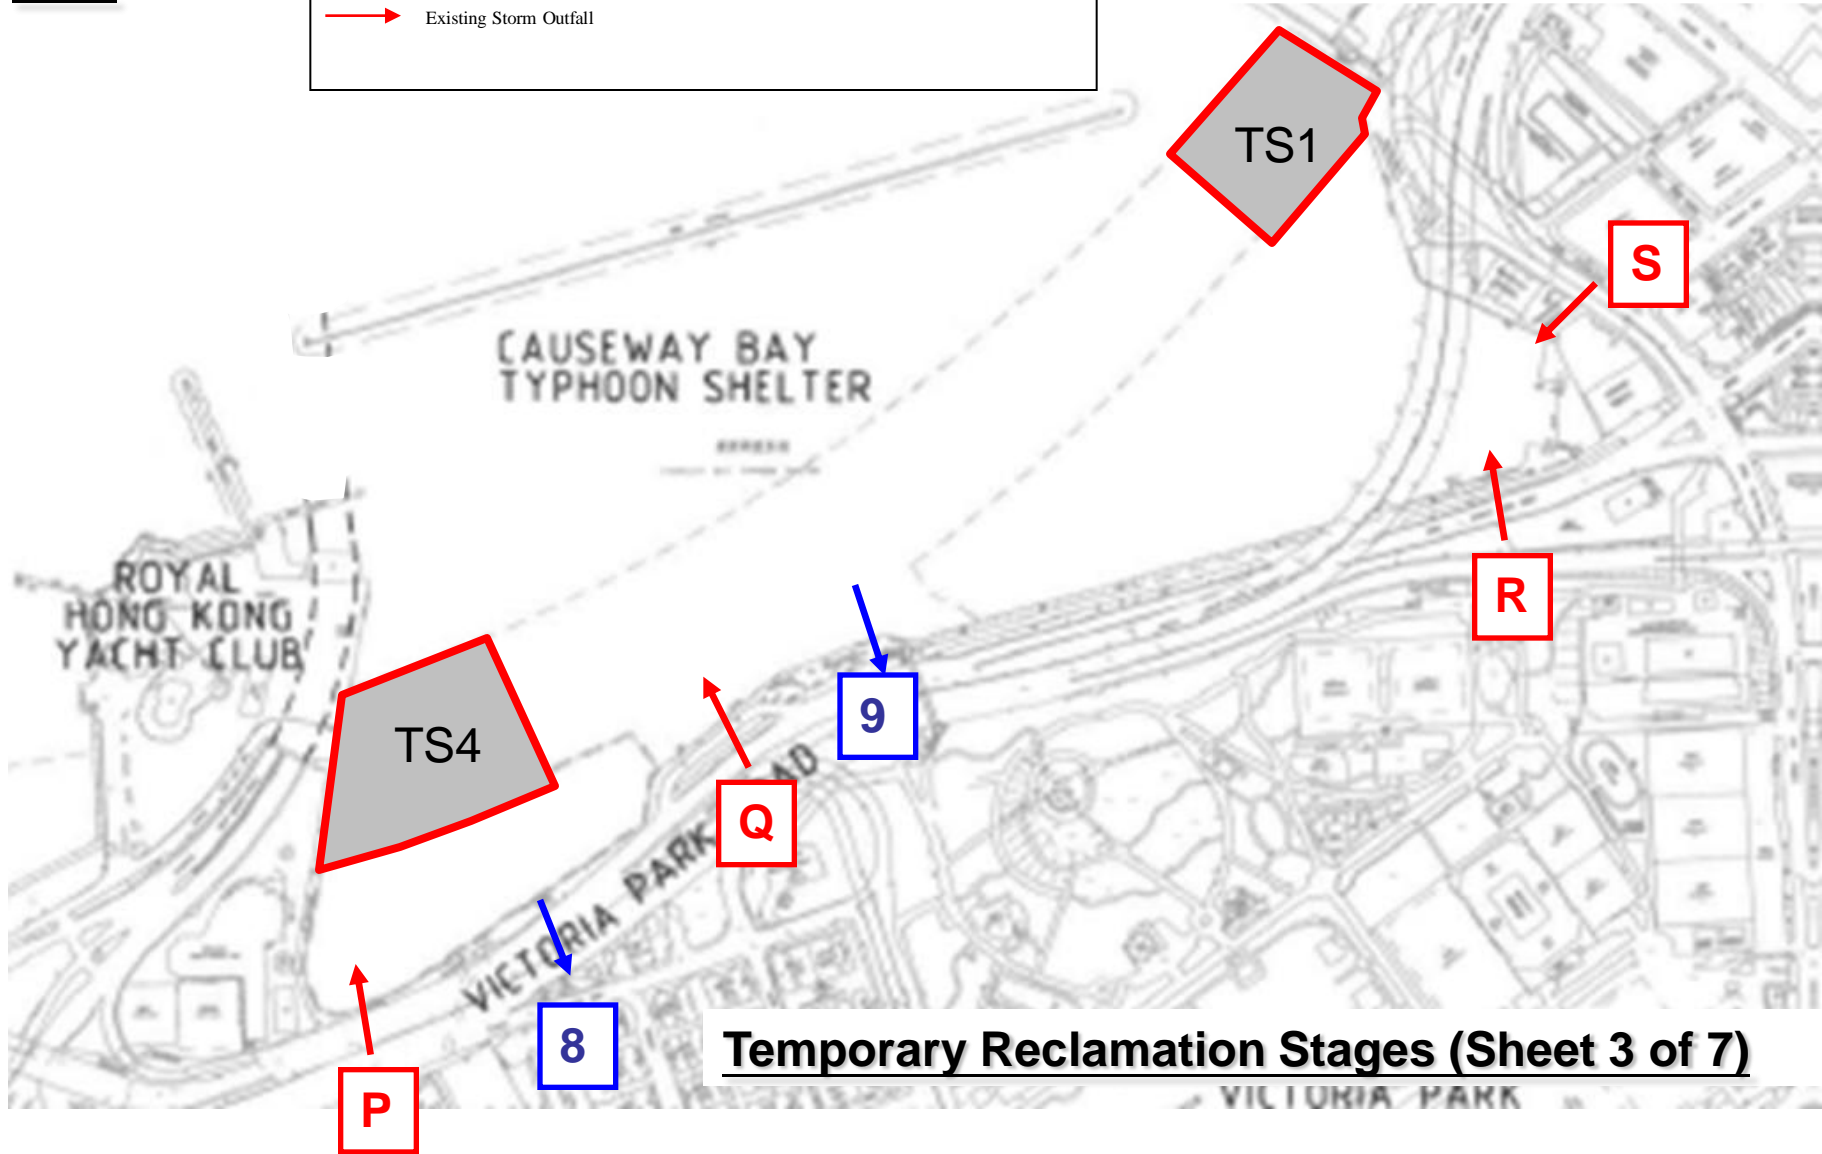 Existing Storm Outfall
TS1
S
CAUSEWAY BAY
TYPHOON SHELTER
ROYAL
HONG KONG
YACHT CLUB
R
TS4
9
Q
VICTORIA PARK ROAD
8
P
Temporary Reclamation Stages (Sheet 3 of 7)
VICTORIA PARK